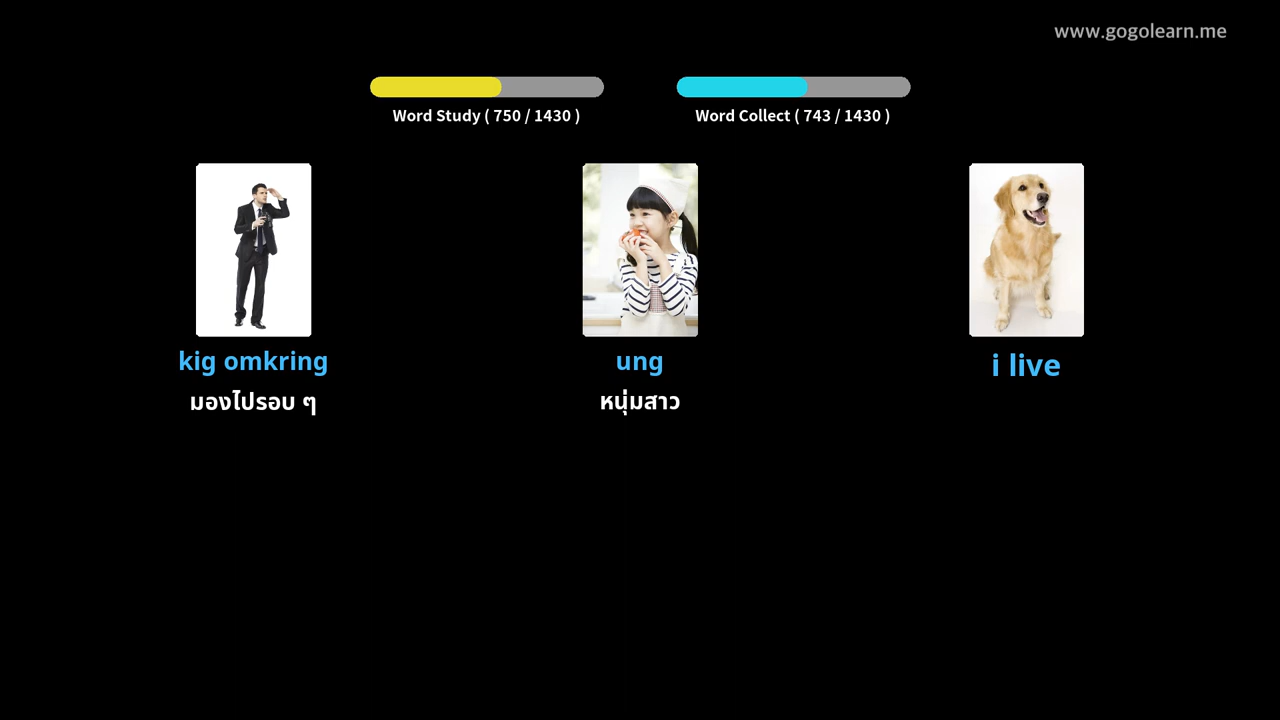 www.gogolearn.me
Word Study ( 750 / 1430 )
Word Collect ( 743 / 1430 )
kig omkring
ung
i live
มองไปรอบ ๆ
หนุ่มสาว